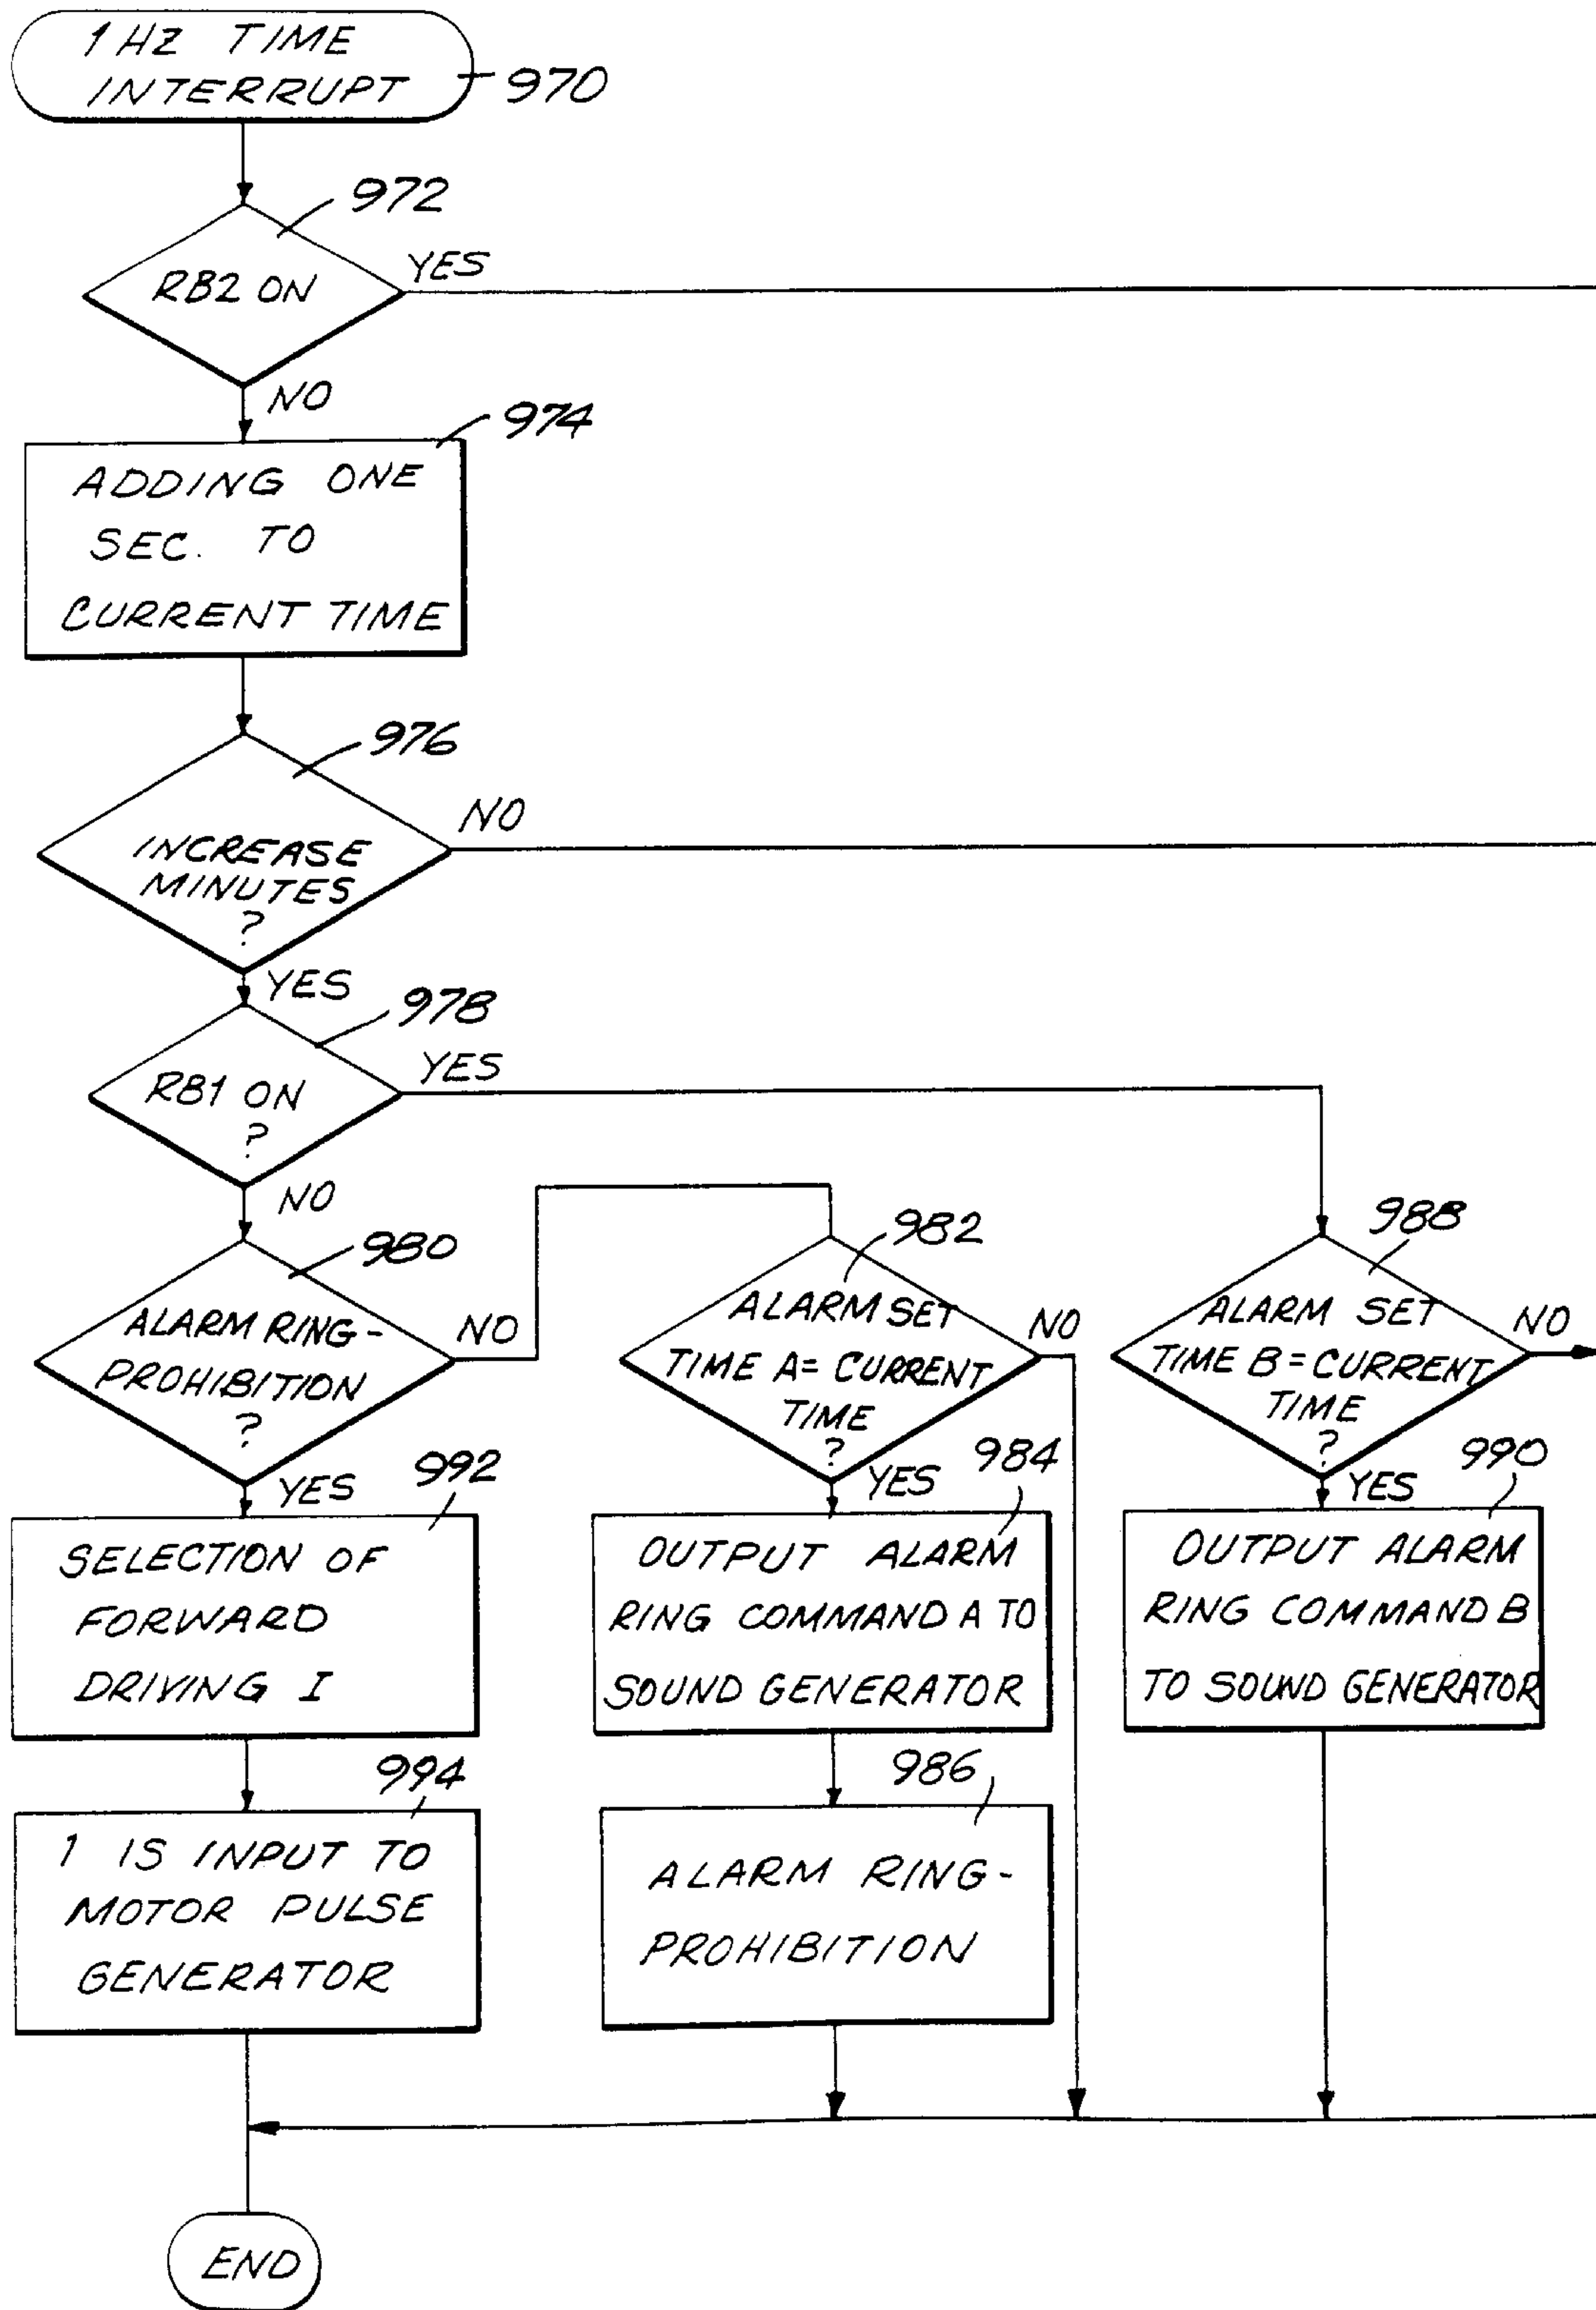 1 HZ TIME
INTERRUPT
970
972
RB2 ON
YES
NO
974
ADDING ONE
SEC. TO
CURRENT TIME
976
INCREASE
MINUTES
?
NO
YES
978
RB1 ON
?
YES
NO
980
ALARM RING-
PROHIBITION
?
NO
YES
982
ALARM SET
TIME A = CURRENT
TIME
?
NO
YES
988
ALARM SET
TIME B = CURRENT
TIME
?
NO
YES
992
SELECTION OF
FORWARD
DRIVING I
984
OUTPUT ALARM
RING COMMAND A TO
SOUND GENERATOR
990
OUTPUT ALARM
RING COMMAND B
TO SOUND GENERATOR
994
1 IS INPUT TO
MOTOR PULSE
GENERATOR
986
ALARM RING-
PROHIBITION
END